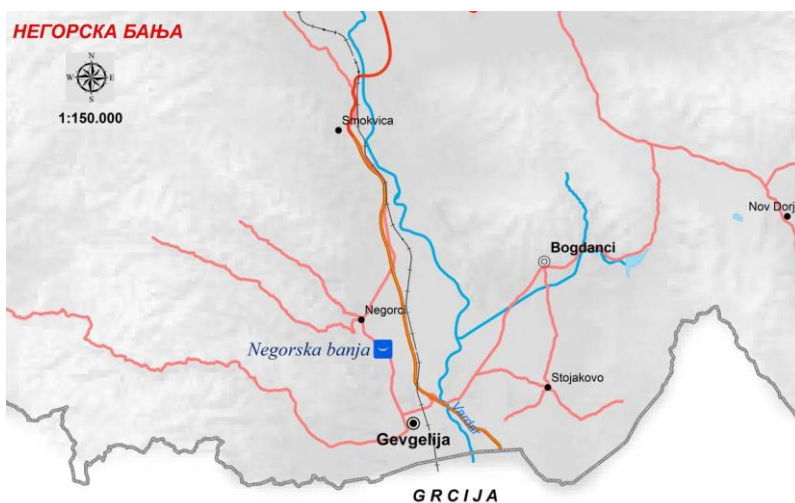 НЕГОРСКА БАЊА
N
W E
S
1:150.000
Smokvica
Nov Dorj
Bogdanci
Negorci
Negorska banja
Stojakovo
Vardar
Gevgelija
GRCIJA